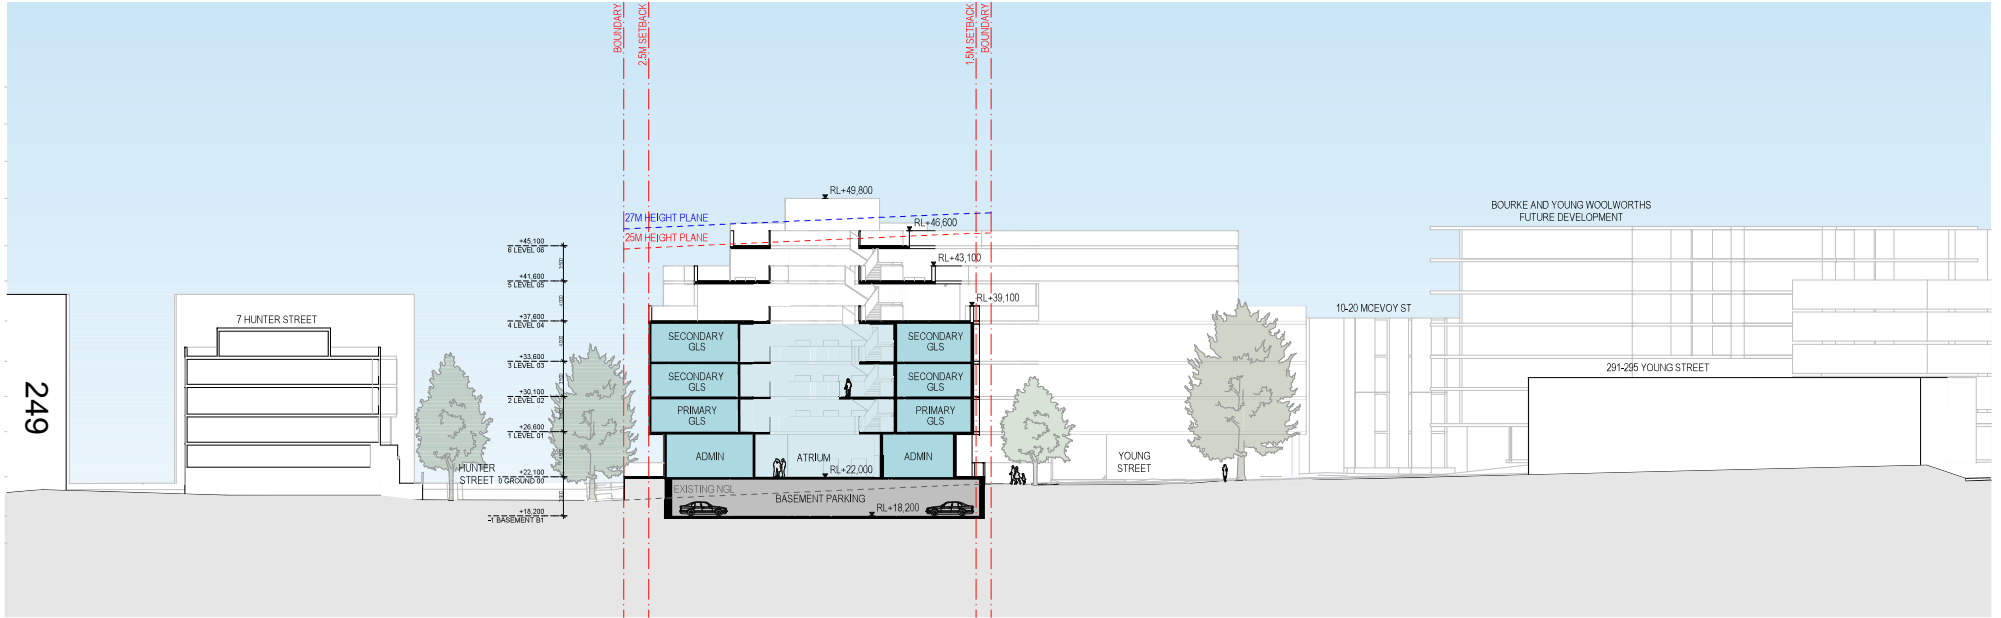 BOUNDARY
2.5M SETBACK
1.5M SETBACK
BOUNDARY
RL+49,800
27M HEIGHT PLANE
RL+46,600
25M HEIGHT PLANE
+45,100
6 LEVEL 06
RL+43,100
+41,600
5 LEVEL 05
RL+39,100
+37,600
4 LEVEL 04
+33,600
3 LEVEL 03
+30,100
2 LEVEL 02
+26,600
1 LEVEL 01
+22,100
0 GROUND 00
+18,200
-1 BASEMENT B1
BOURKE AND YOUNG WOOLWORTHS
FUTURE DEVELOPMENT
10-20 MCEVOY ST
291-295 YOUNG STREET
7 HUNTER STREET
249
HUNTER
STREET
SECONDARY
GLS
SECONDARY
GLS
SECONDARY
GLS
SECONDARY
GLS
PRIMARY
GLS
PRIMARY
GLS
ADMIN
ATRIUM
ADMIN
RL+22,000
EXISTING NGL
BASEMENT PARKING
RL+18,200
YOUNG
STREET